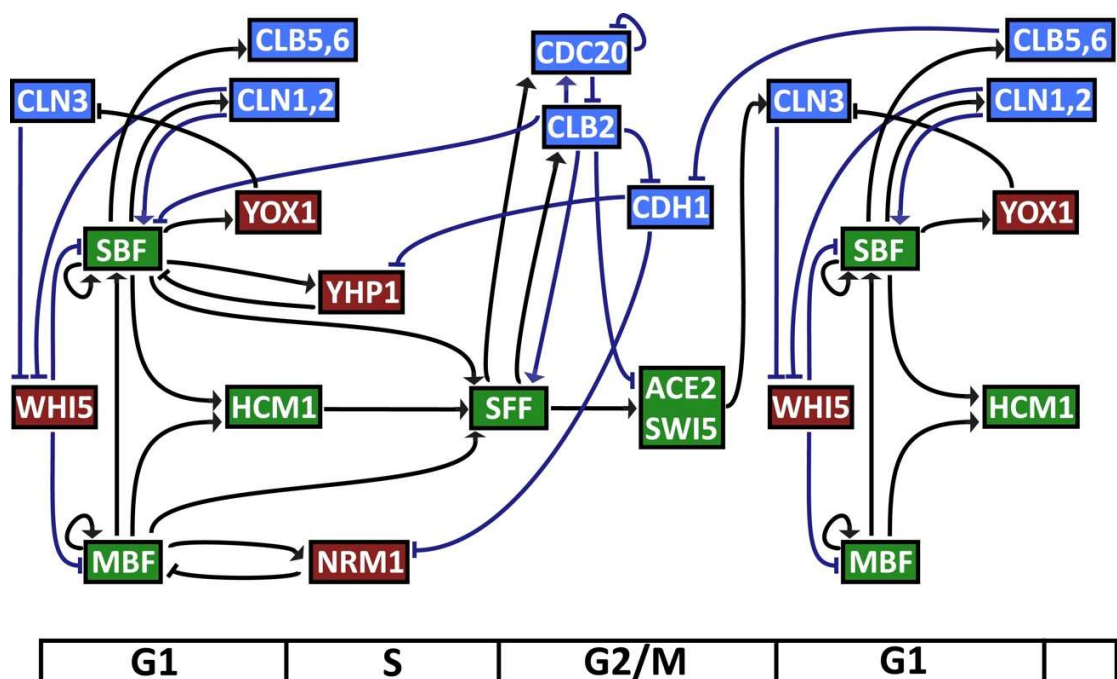 CLB5,6
CDC20
CLB5,6
CLN3
CLN1,2
CLB2
CLN3
CLN1,2
YOX1
CDH1
YOX1
SBF
SBF
YHP1
WHI5
HCM1
SFF
ACE2
SWI5
WHI5
HCM1
MBF
NRM1
MBF
G1
S
G2/M
G1